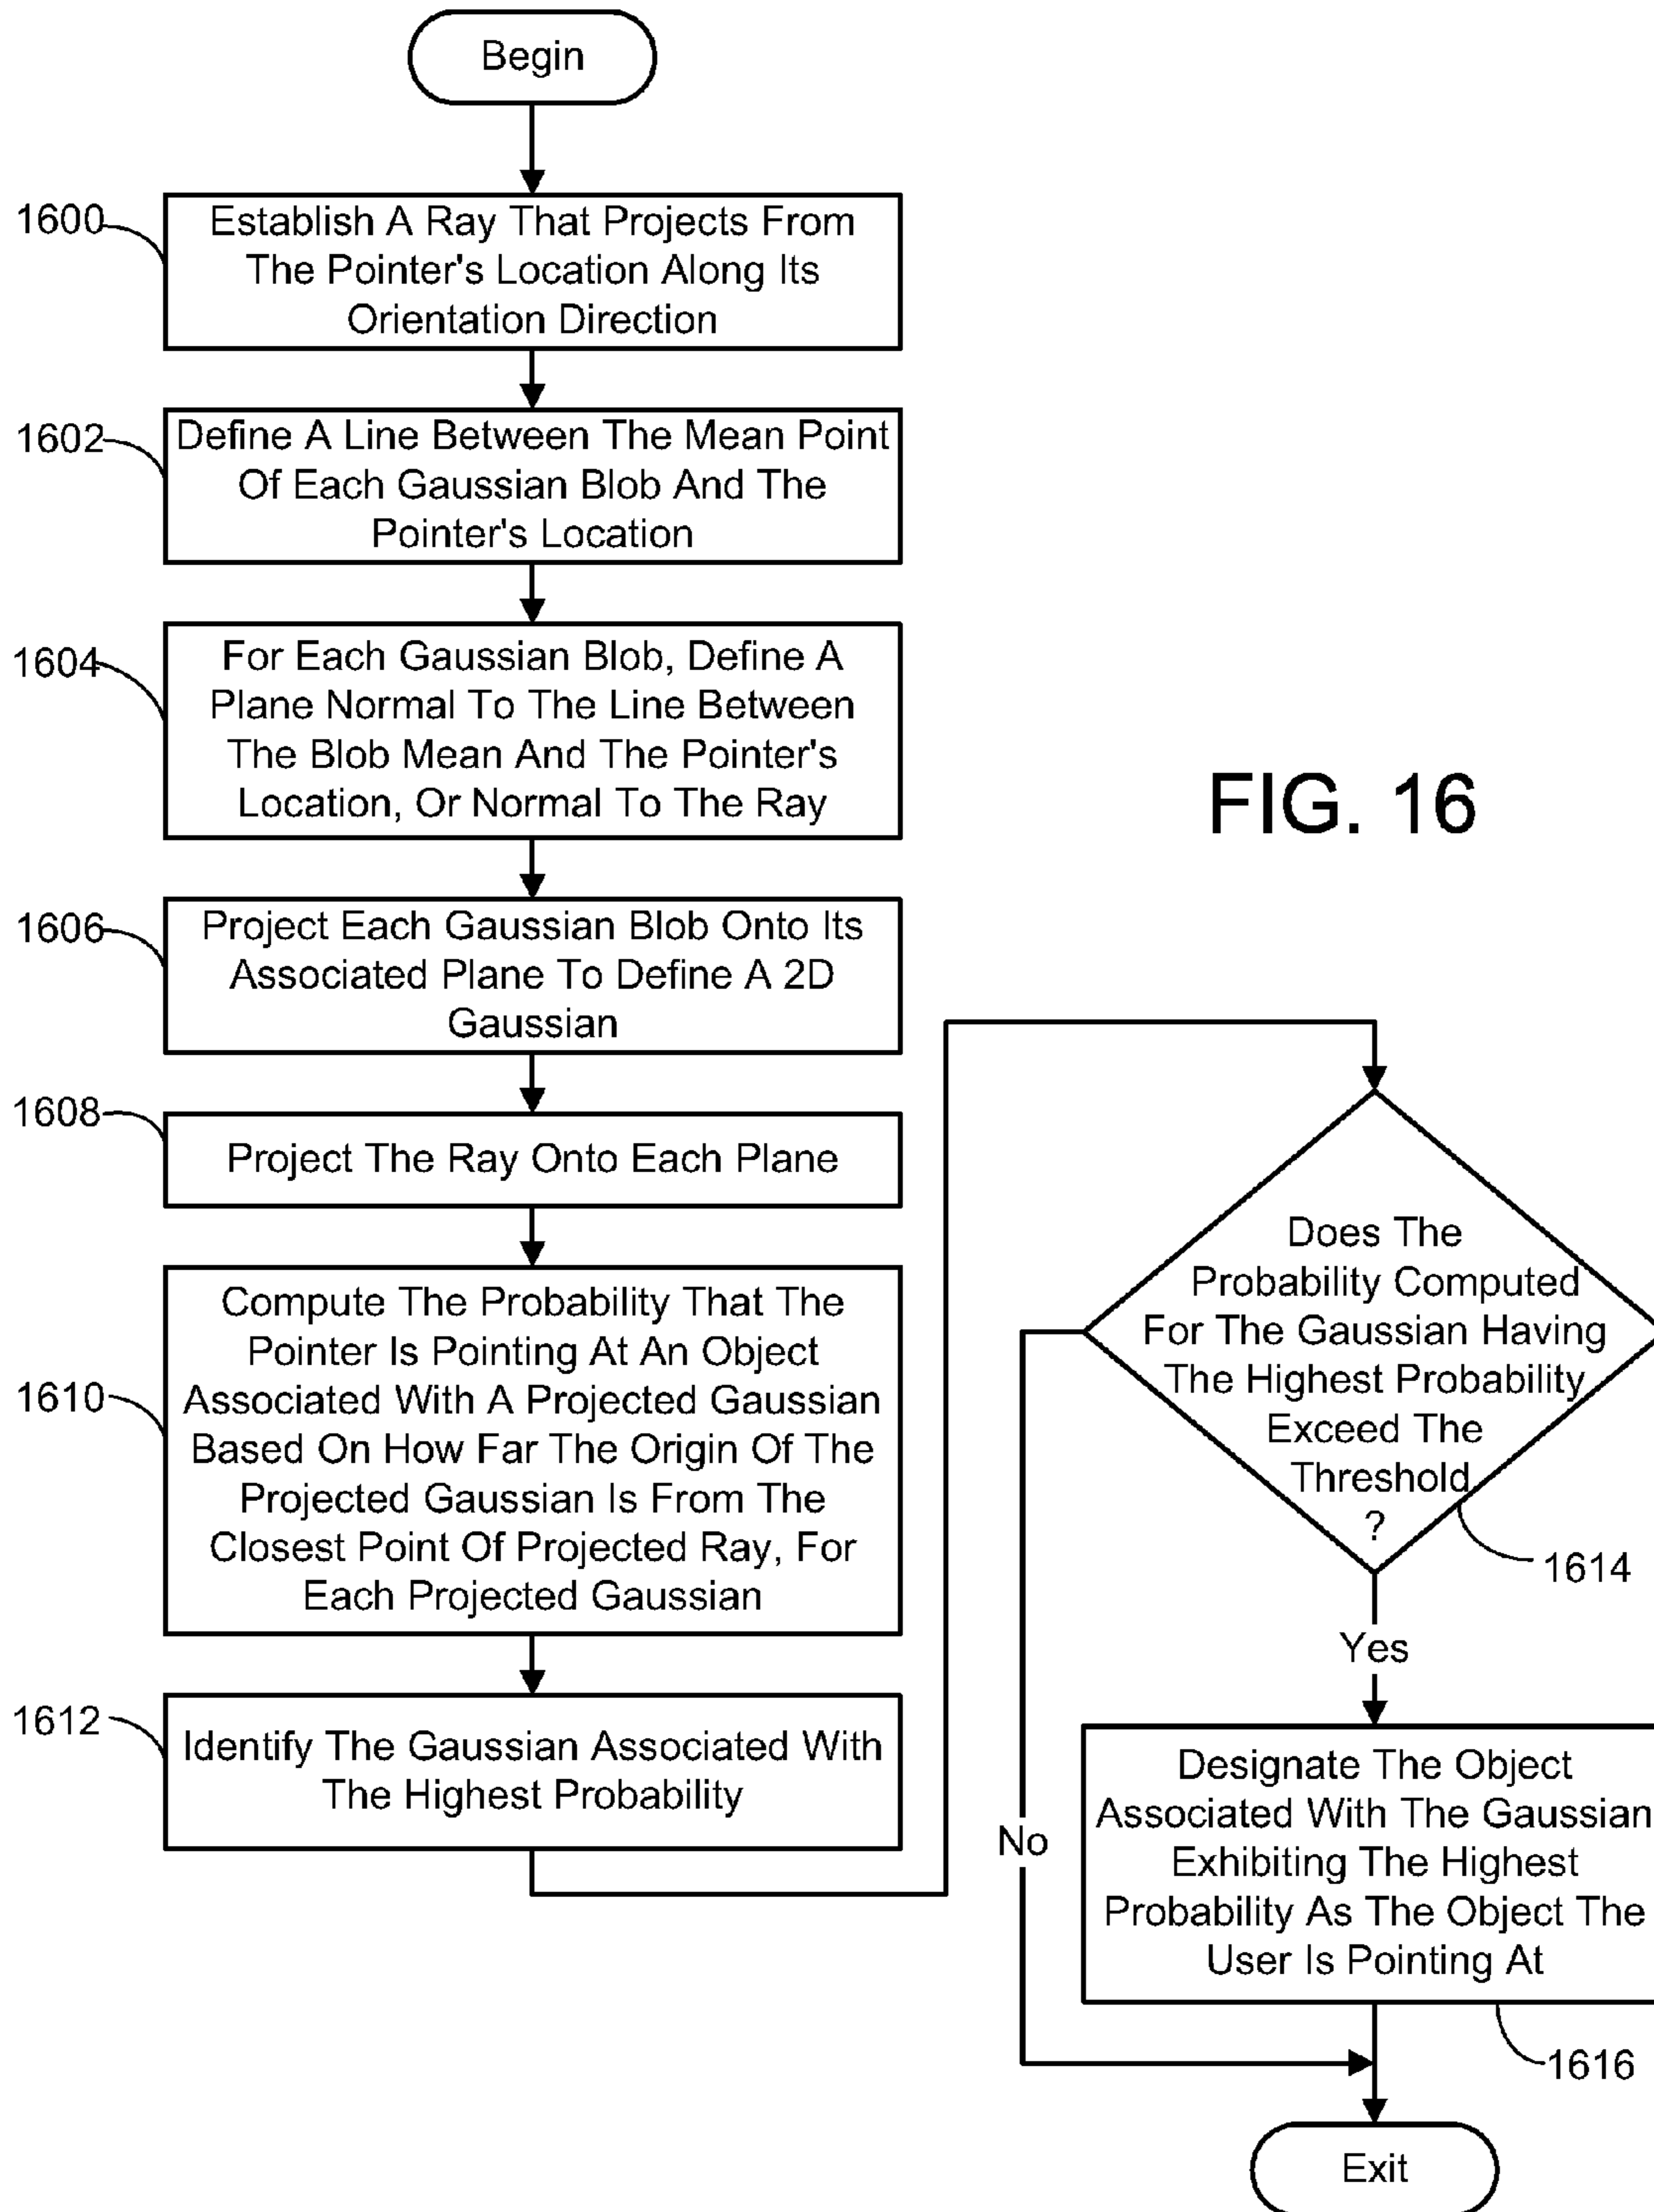 Begin
1600
Establish A Ray That Projects From
The Pointer's Location Along Its
Orientation Direction
1602
Define A Line Between The Mean Point
Of Each Gaussian Blob And The
Pointer's Location
1604
For Each Gaussian Blob, Define A
Plane Normal To The Line Between
The Blob Mean And The Pointer's
Location, Or Normal To The Ray
1606
Project Each Gaussian Blob Onto Its
Associated Plane To Define A 2D
Gaussian
1608
Project The Ray Onto Each Plane
1610
Compute The Probability That The
Pointer Is Pointing At An Object
Associated With A Projected Gaussian
Based On How Far The Origin Of The
Projected Gaussian Is From The
Closest Point Of Projected Ray, For
Each Projected Gaussian
1612
Identify The Gaussian Associated With
The Highest Probability
FIG. 16
Does The
Probability Computed
For The Gaussian Having
The Highest Probability
Exceed The
Threshold
?
1614
Yes
No
Designate The Object
Associated With The Gaussian
Exhibiting The Highest
Probability As The Object The
User Is Pointing At
1616
Exit